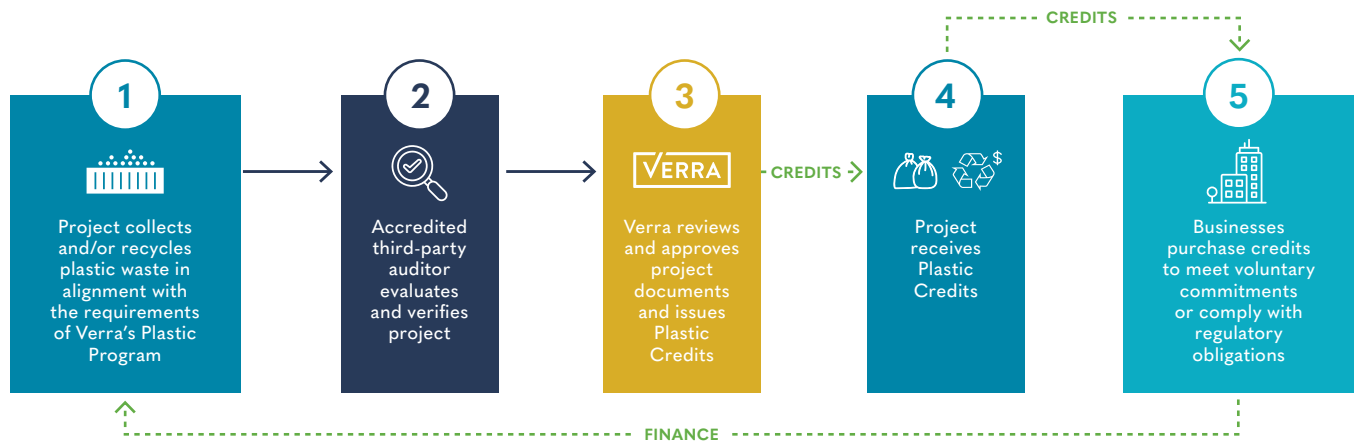 CREDITS
1
Project collects
and/or recycles
plastic waste in
alignment with
the requirements
of Verra's Plastic
Program
2
Accredited
third-party
auditor
evaluates
and verifies
project
3
VERRA
Verra reviews
and approves
project
documents
and issues
Plastic
Credits
CREDITS
4
$
Project
receives
Plastic
Credits
5
Businesses
purchase credits
to meet voluntary
commitments
or comply with
regulatory
obligations
FINANCE